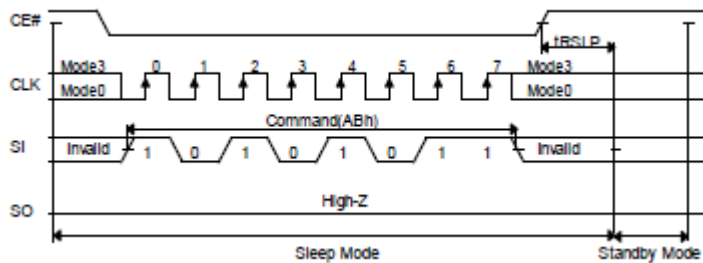 CE#
tRSLP
Mode3 0 1 2 3 4 5 6 7 Mode3
CLK
Mode0 Mode0
Command(ABh)
SI Invalid 1 0 1 0 1 0 1 1 Invalid
High-Z
SO
Sleep Mode Standby Mode